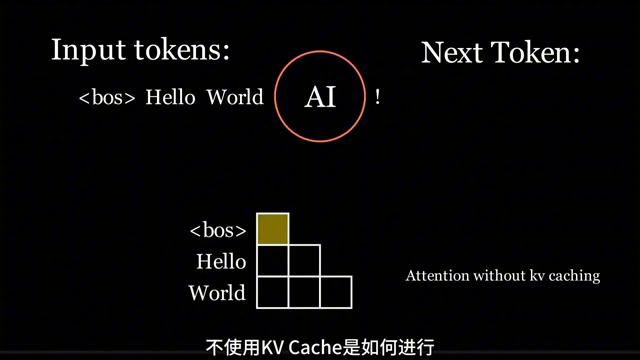 Input tokens:
Next Token:
<bos> Hello World
AI
!
<bos>
Hello
World
Attention without kv caching
不使用KV Cache是如何进行